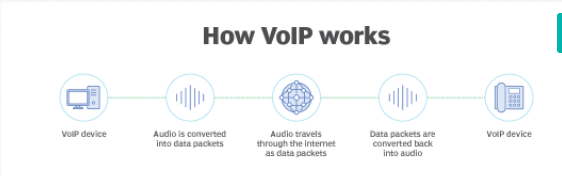 How VoIP works
VoIP device
Audio is converted
into data packets
Audio travels
through the internet
as data packets
Data packets are
converted back
into audio
VoIP device